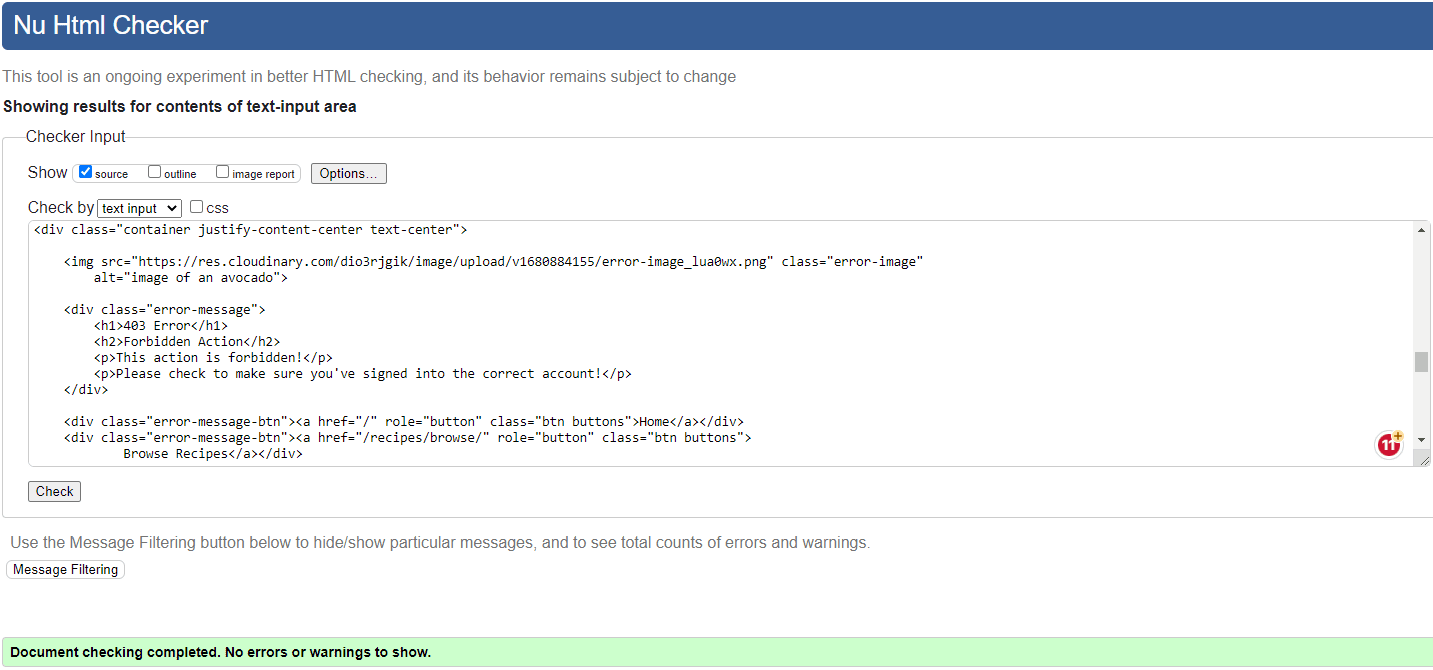 Nu Html Checker
This tool is an ongoing experiment in better HTML checking, and its behavior remains subject to change
Showing results for contents of text-input area
Checker Input
Show source outline image report Options...
Check by text input css
<div class="container justify-content-center text-center">
<img src="https://res.cloudinary.com/dio3rjgik/image/upload/v1680884155/error-image_lua0wx.png" class="error-image"
alt="image of an avocado">
<div class="error-message">
<h1>403 Error</h1>
<h2>Forbidden Action</h2>
<p>This action is forbidden!</p>
<p>Please check to make sure you've signed into the correct account!</p>
</div>
<div class="error-message-btn"><a href="/" role="button" class="btn buttons">Home</a></div>
<div class="error-message-btn"><a href="/recipes/browse/" role="button" class="btn buttons">
Browse Recipes</a></div>
11+
Check
Use the Message Filtering button below to hide/show particular messages, and to see total counts of errors and warnings.
Message Filtering
Document checking completed. No errors or warnings to show.